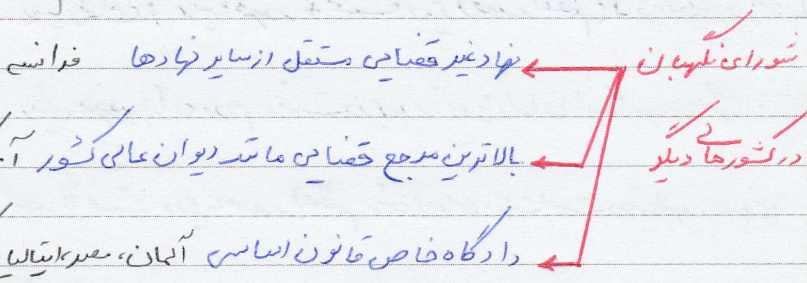 شورای نگهبان نهاد غیر قضایی مستقل از سایر نهادها فرانسه
در کشورهای دیگر بالاترین مرجع قضایی مانند دیوان عالی کشور
دادگاه خاص قانون اساسی آلمان، مصر، ایتالیا